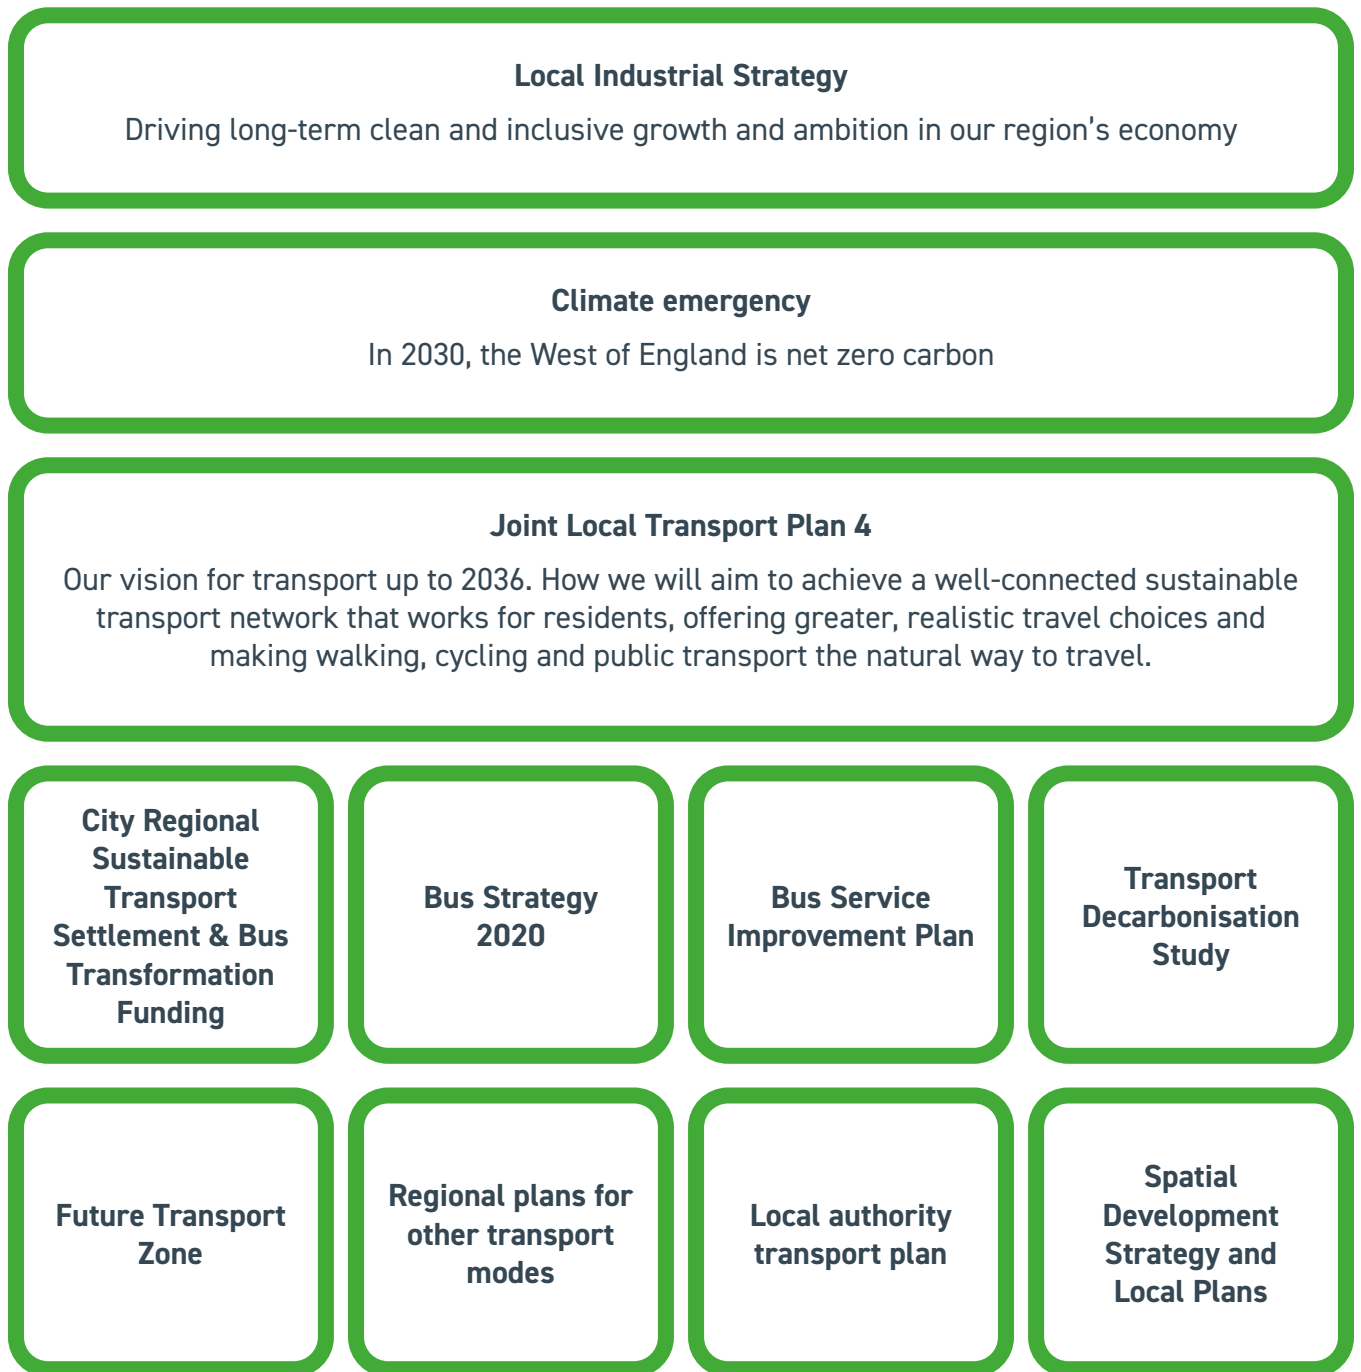 Local Industrial Strategy
Driving long-term clean and inclusive growth and ambition in our region's economy
Climate emergency
In 2030, the West of England is net zero carbon
Joint Local Transport Plan 4
Our vision for transport up to 2036. How we will aim to achieve a well-connected sustainable
transport network that works for residents, offering greater, realistic travel choices and
making walking, cycling and public transport the natural way to travel.
City Regional
Sustainable
Transport
Settlement & Bus
Transformation
Funding
Bus Strategy
2020
Bus Service
Improvement Plan
Transport
Decarbonisation
Study
Future Transport
Zone
Regional plans for
other transport
modes
Local authority
transport plan
Spatial
Development
Strategy and
Local Plans